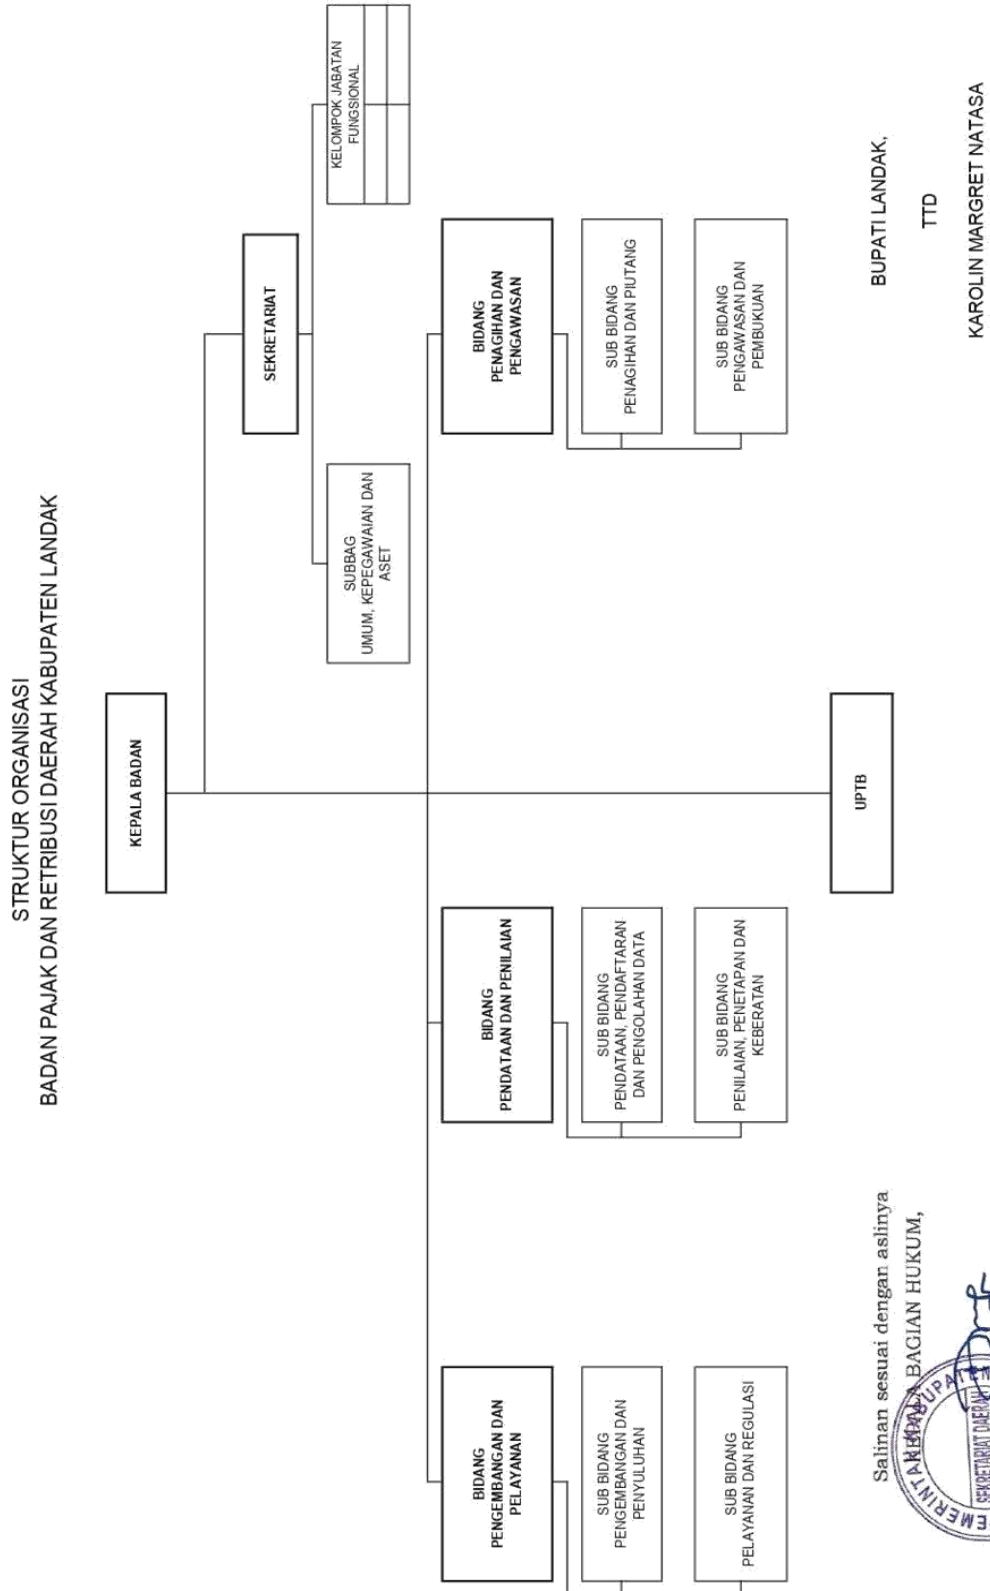 STRUKTUR ORGANISASI
BADAN PAJAK DAN RETRIBUSI DAERAH KABUPATEN LANDAK
KEPALA BADAN
SEKRETARIAT
SUBBAG
UMUM, KEPEGAWAIAN DAN
ASET
KELOMPOK JABATAN
FUNGSIONAL
BIDANG
PENGEMBANGAN DAN
PELAYANAN
SUB BIDANG
PENGEMBANGAN DAN
PENYULUHAN
SUB BIDANG
PELAYANAN DAN REGULASI
BIDANG
PENDATAAN DAN PENILAIAN
SUB BIDANG
PENDATAAN, PENDAFTARAN
DAN PENGOLAHAN DATA
SUB BIDANG
PENILAIAN, PENETAPAN DAN
KEBERATAN
BIDANG
PENAGIHAN DAN
PENGAWASAN
SUB BIDANG
PENAGIHAN DAN PIUTANG
SUB BIDANG
PENGAWASAN DAN
PEMBUKUAN
UPTB
Salinan sesuai dengan aslinya
KEPALA BAGIAN HUKUM,
SEKRETARIAT DAERAH
BUPATI LANDAK,
TTD
KAROLIN MARGRET NATASA